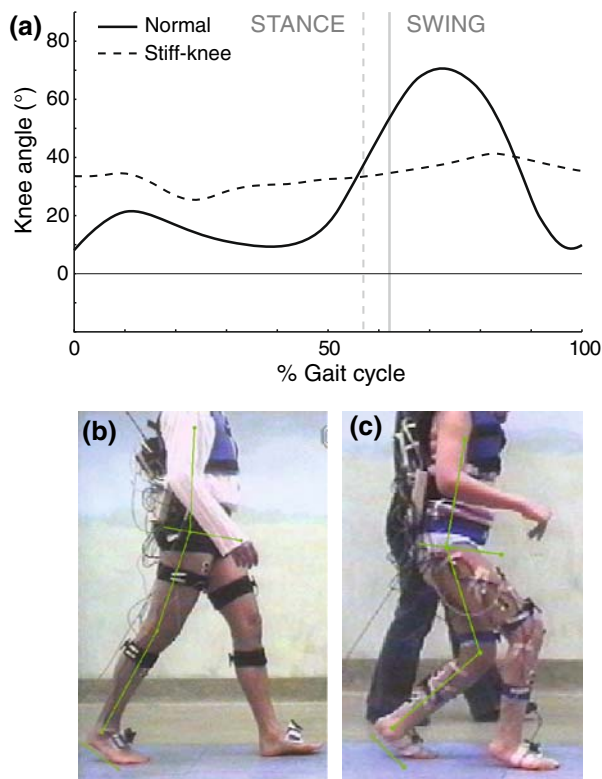 (a)
Normal
Stiff-knee
STANCE
SWING
Knee angle (°)
80
60
40
20
0
0
50
100
% Gait cycle
(b)
(c)